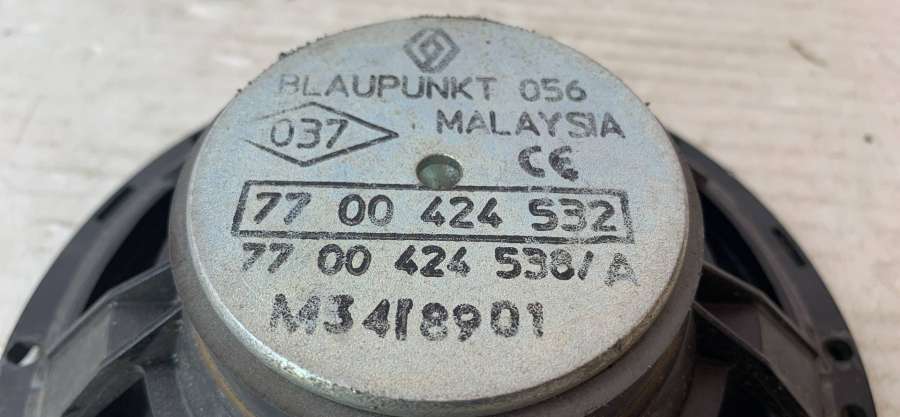 BLAUPUNKT 056
037 MALAYSIA
CE
77 00 424 532
77 00 424 538/A
M3418901